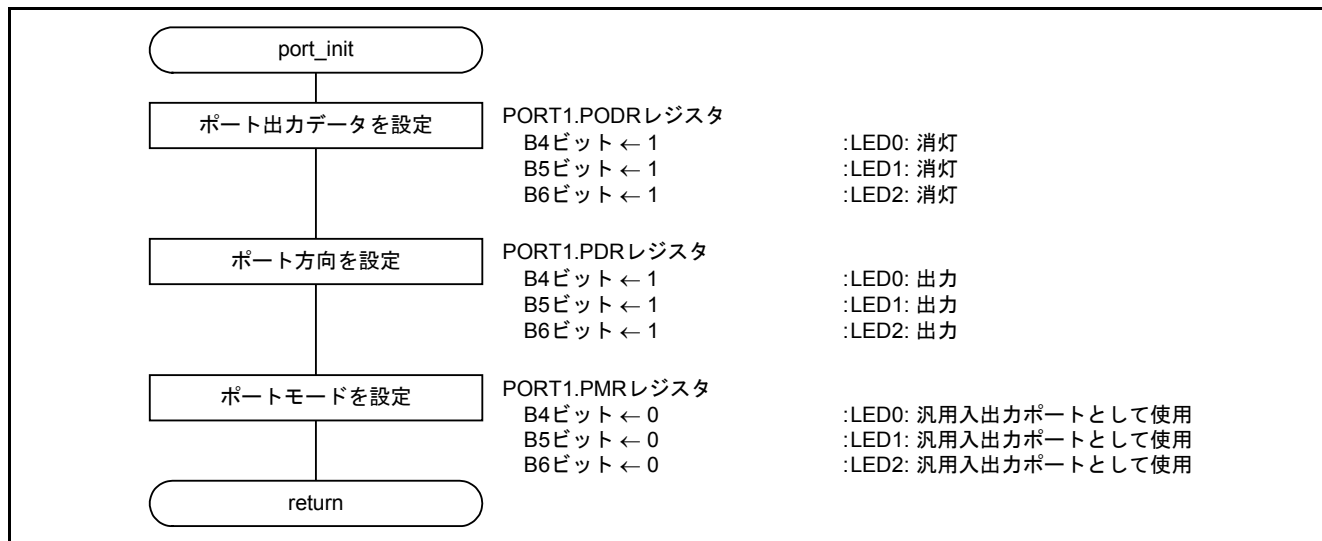 port_init
ポート出力データを設定
PORT1.PODRレジスタ
B4ビット ← 1 :LED0: 消灯
B5ビット ← 1 :LED1: 消灯
B6ビット ← 1 :LED2: 消灯
ポート方向を設定
PORT1.PDRレジスタ
B4ビット ← 1 :LED0: 出力
B5ビット ← 1 :LED1: 出力
B6ビット ← 1 :LED2: 出力
ポートモードを設定
PORT1.PMRレジスタ
B4ビット ← 0 :LED0: 汎用入出力ポートとして使用
B5ビット ← 0 :LED1: 汎用入出力ポートとして使用
B6ビット ← 0 :LED2: 汎用入出力ポートとして使用
return